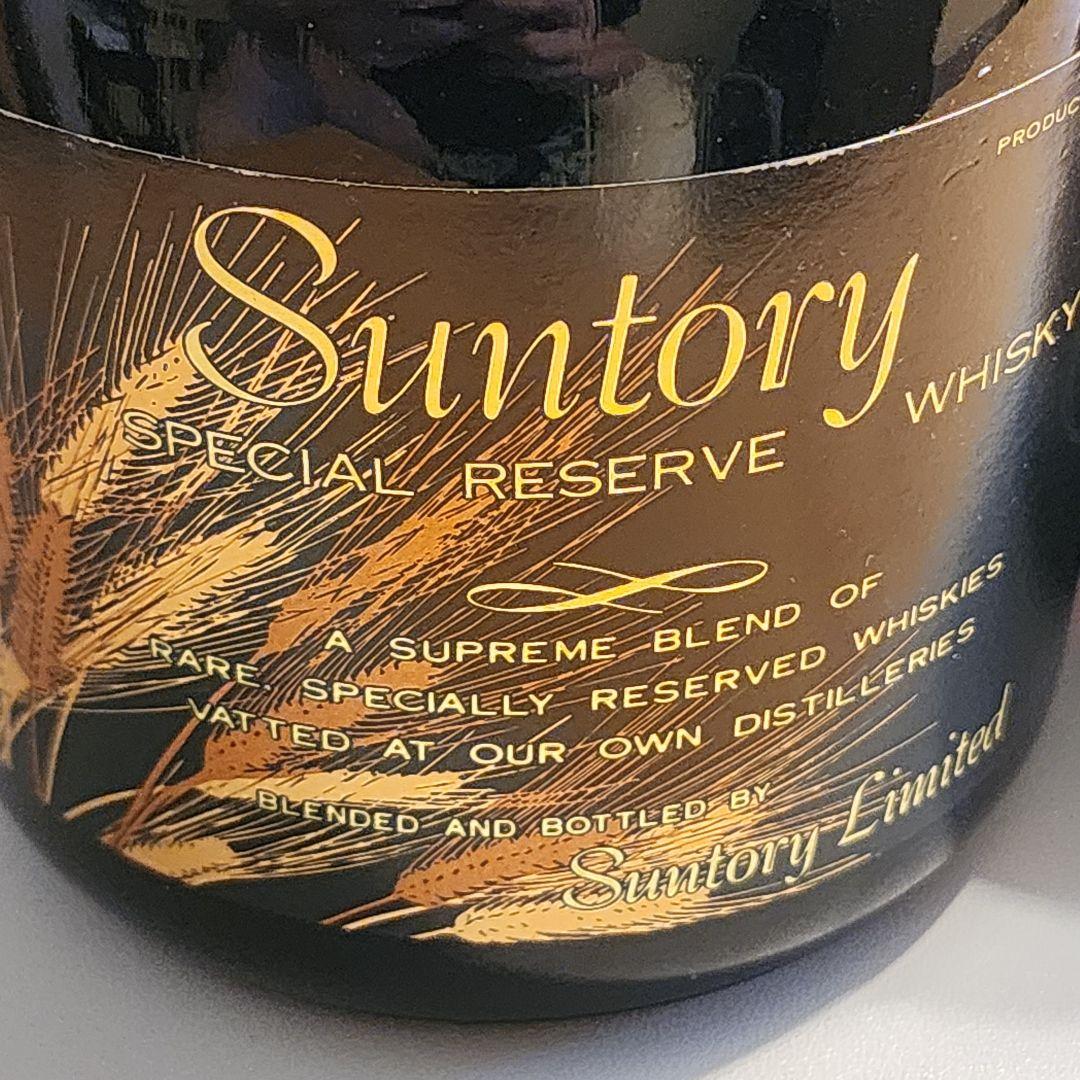 Suntory
WHISKY
SPECIAL RESERVE
A SUPREME BLEND OF
RARE, SPECIALLY RESERVED WHISKIES
VATTED AT OUR OWN DISTILLERIES
BLENDED AND BOTTLED BY
Suntory Limited